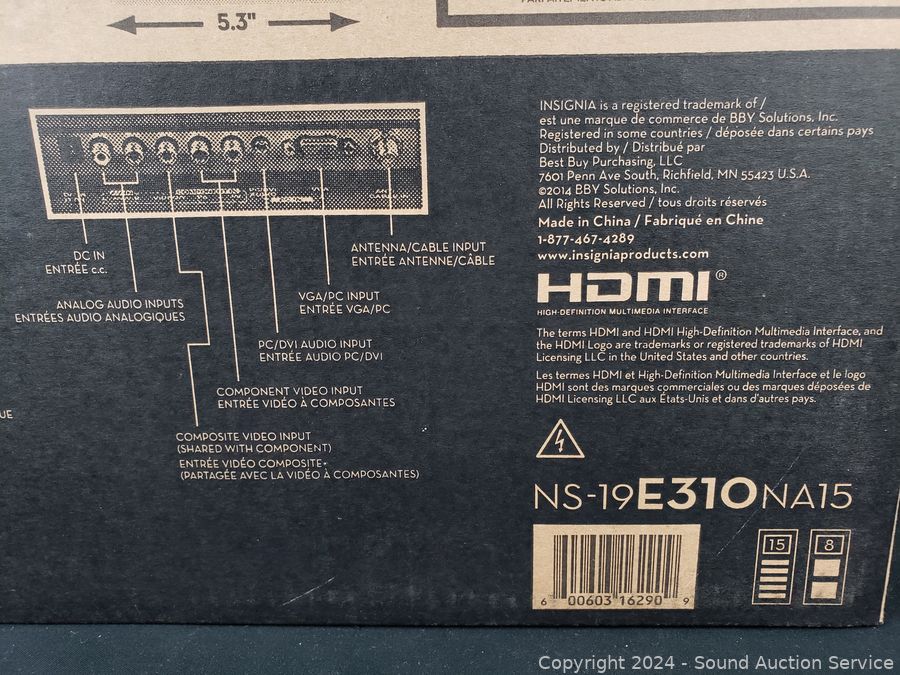 5.3"
DC IN
ENTRÉE c.c.
ANALOG AUDIO INPUTS
ENTRÉES AUDIO ANALOGIQUES
ANTENNA/CABLE INPUT
ENTRÉE ANTENNE/CÂBLE
VGA/PC INPUT
ENTRÉE VGA/PC
PC/DVI AUDIO INPUT
ENTRÉE AUDIO PC/DVI
COMPONENT VIDEO INPUT
ENTRÉE VIDÉO À COMPOSANTES
COMPOSITE VIDEO INPUT
(SHARED WITH COMPONENT)
ENTRÉE VIDÉO COMPOSITE-
(PARTAGÉE AVEC LA VIDÉO À COMPOSANTES)
INSIGNIA is a registered trademark of /
est une marque de commerce de BBY Solutions, Inc.
Registered in some countries / déposée dans certains pays
Distributed by / Distribué par
Best Buy Purchasing, LLC
7601 Penn Ave South, Richfield, MN 55423 U.S.A.
©2014 BBY Solutions, Inc.
All Rights Reserved / tous droits réservés
Made in China / Fabriqué en Chine
1-877-467-4289
www.insigniaproducts.com
HDMI®
HIGH-DEFINITION MULTIMEDIA INTERFACE
The terms HDMI and HDMI High-Definition Multimedia Interface, and
the HDMI Logo are trademarks or registered trademarks of HDMI
Licensing LLC in the United States and other countries.
Les termes HDMI et High-Definition Multimedia Interface et le logo
HDMI sont des marques commerciales ou des marques déposées de
HDMI Licensing LLC aux États-Unis et dans d'autres pays.
NS-19E310NA15
6 00603 16290 9
15
8
Copyright 2024 - Sound Auction Service